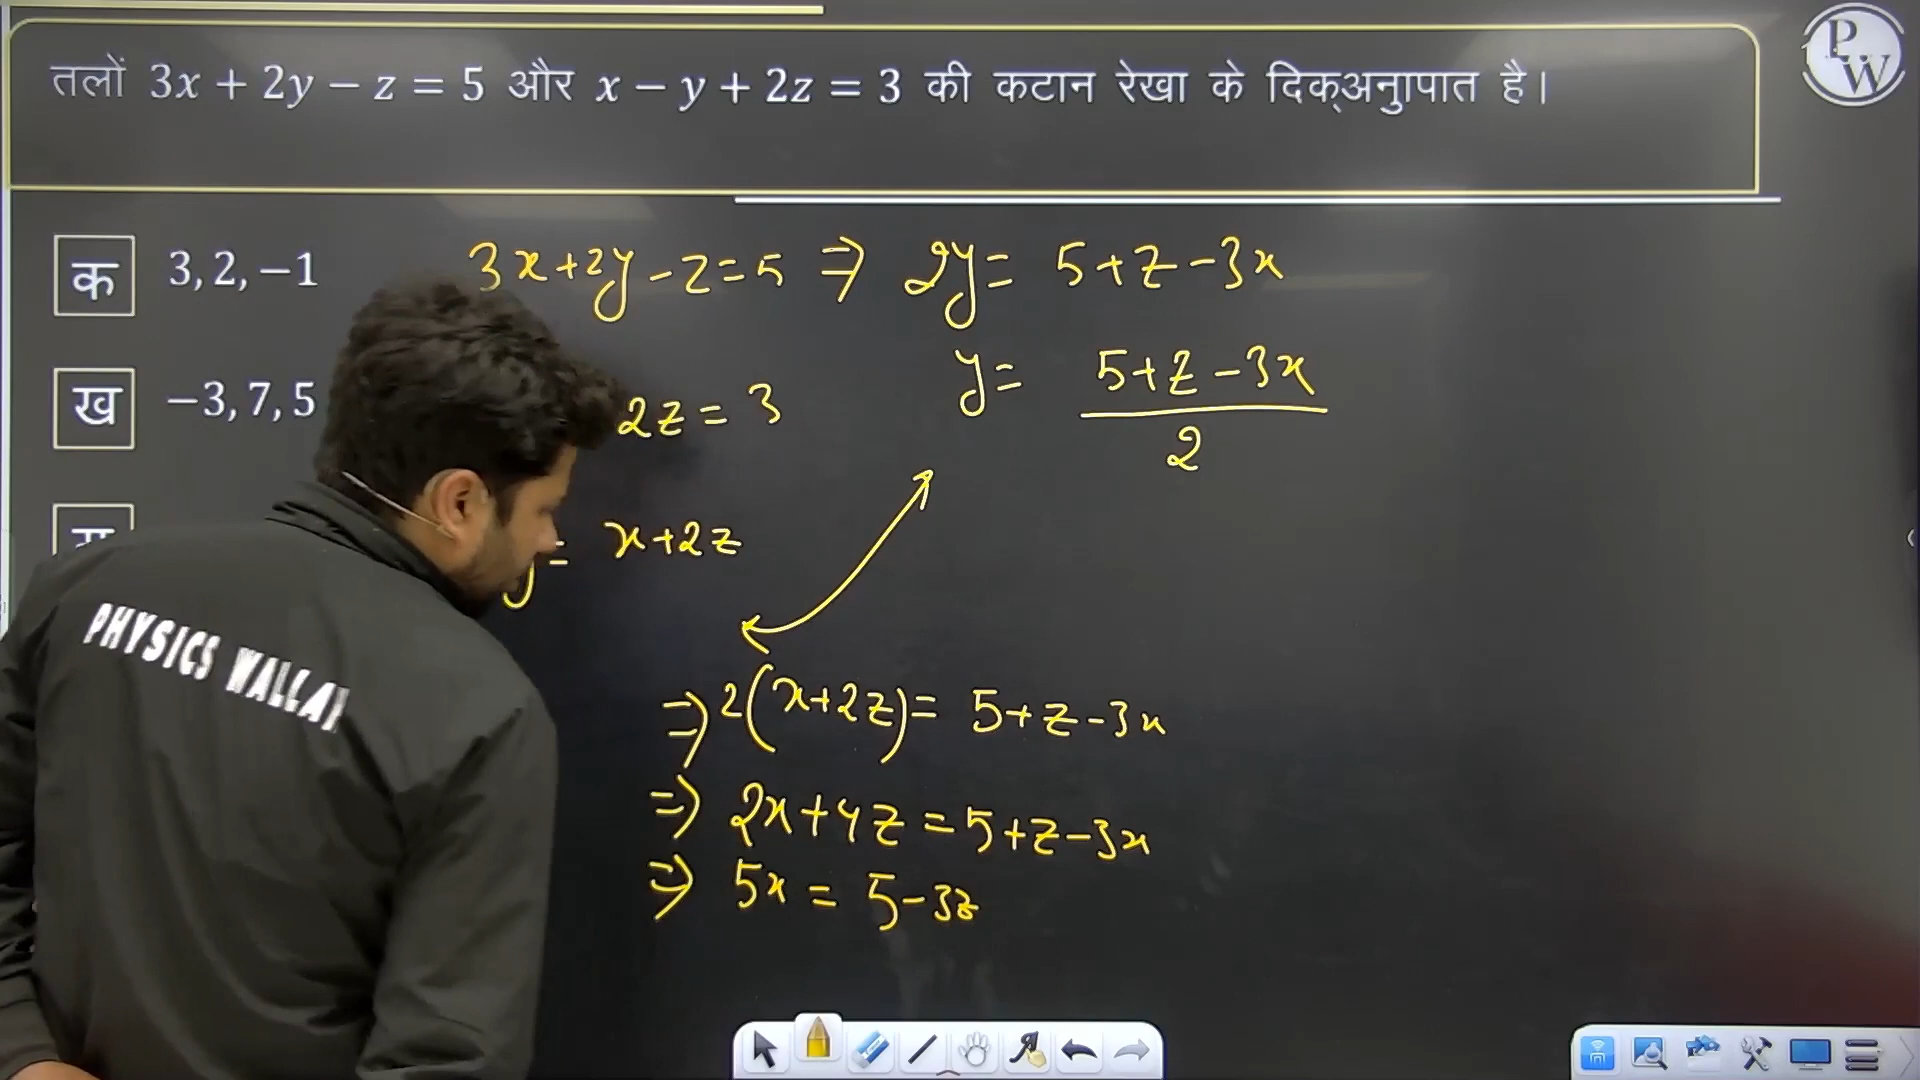 तलों 3x + 2y − z = 5 और x − y + 2z = 3 की कटान रेखा के दिक्अनुापात है।
PW
क 3, 2, −1
3x+2y-z=5 ⇒ 2y= 5+z-3x
y= (5+z-3x)/2
ख −3, 7, 5
2z = 3
= x+2z
⇒ 2(x+2z)= 5+z-3x
⇒ 2x+4z=5+z-3x
⇒ 5x = 5-3z
PHYSICS WALLAH